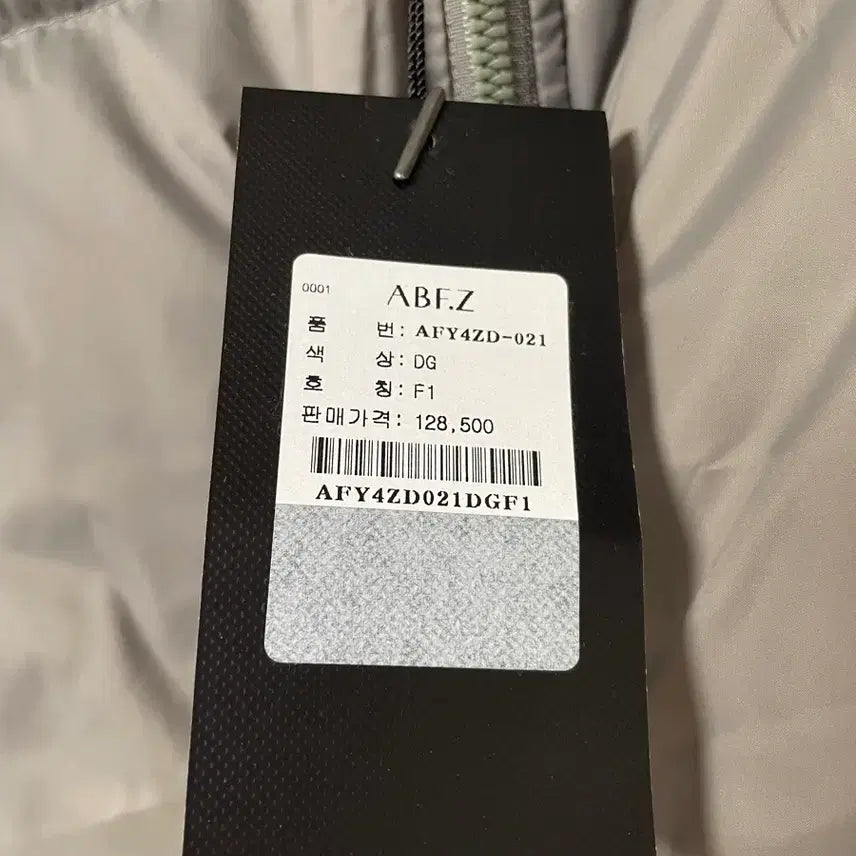 0001
ABF.Z
품 번: AFY4ZD-021
색 상: DG
호 칭: F1
판매가격: 128,500
AFY4ZD021DGF1